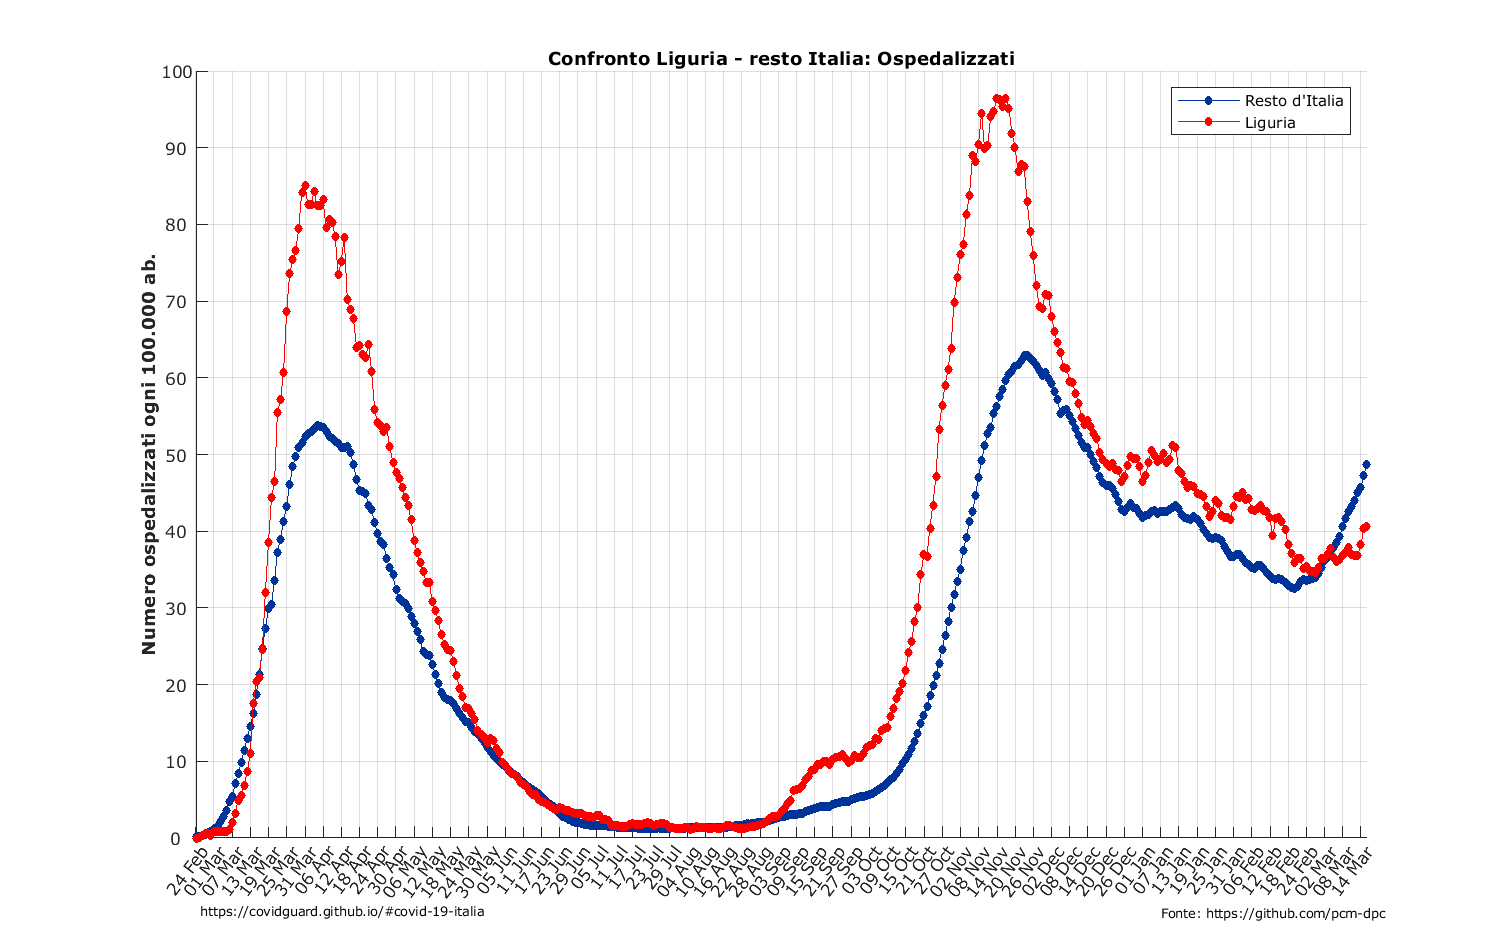 Confronto Liguria - resto Italia: Ospedalizzati
Resto d'Italia
Liguria
Numero ospedalizzati ogni 100.000 ab.
100
90
80
70
60
50
40
30
20
10
0
24 Feb
01 Mar
07 Mar
13 Mar
19 Mar
25 Mar
31 Mar
06 Apr
12 Apr
18 Apr
24 Apr
30 Apr
06 May
12 May
18 May
24 May
30 May
05 Jun
11 Jun
17 Jun
23 Jun
29 Jun
05 Jul
11 Jul
17 Jul
23 Jul
29 Jul
04 Aug
10 Aug
16 Aug
22 Aug
28 Aug
03 Sep
09 Sep
15 Sep
21 Sep
27 Sep
03 Oct
09 Oct
15 Oct
21 Oct
27 Oct
02 Nov
08 Nov
14 Nov
20 Nov
26 Nov
02 Dec
08 Dec
14 Dec
20 Dec
26 Dec
01 Jan
07 Jan
13 Jan
19 Jan
25 Jan
31 Jan
06 Feb
12 Feb
18 Feb
24 Feb
02 Mar
08 Mar
14 Mar
https://covidguard.github.io/#covid-19-italia
Fonte: https://github.com/pcm-dpc